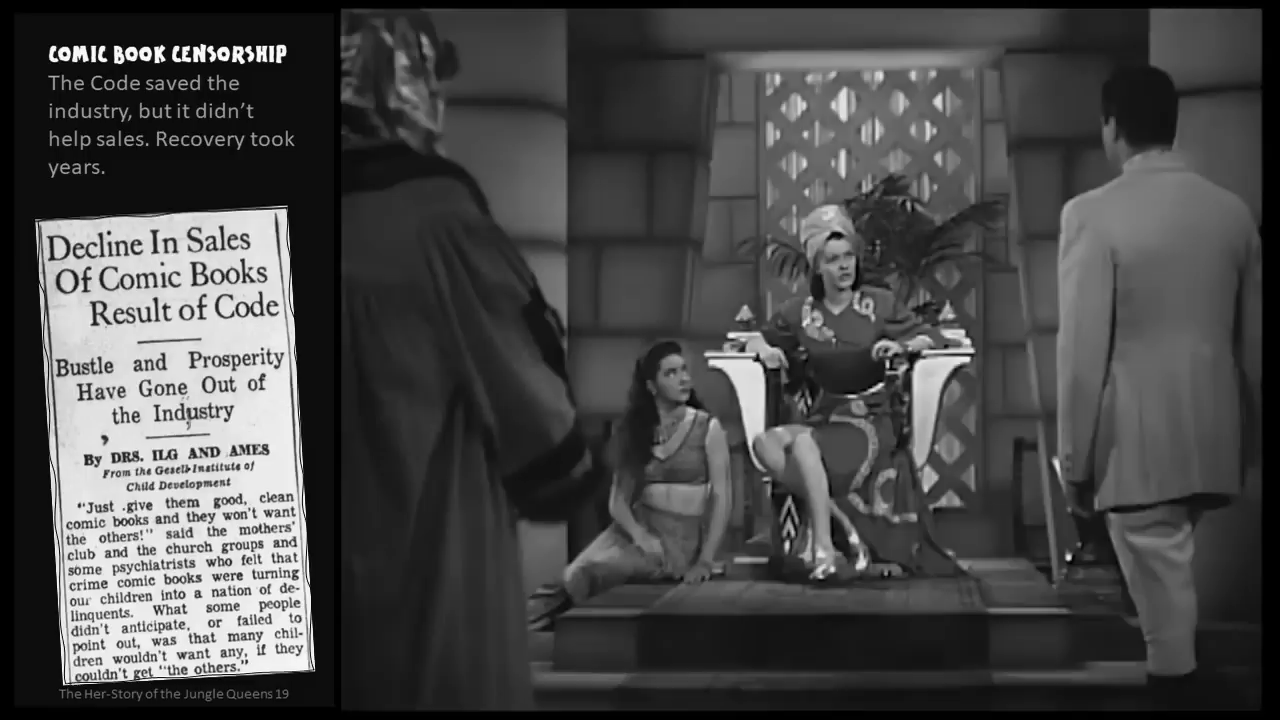 COMIC BOOK CENSORSHIP
The Code saved the
industry, but it didn't
help sales. Recovery took
years.
Decline In Sales
Of Comic Books
Result of Code
Bustle and Prosperity
Have Gone Out of
the Industry
By DRS. ILG AND AMES
From the Gesell Institute of
Child Development
"Just give them good, clean
comic books and they won't want
the others!" said the mothers'
club and the church groups and
some psychiatrists who felt that
crime comic books were turning
our children into a nation of de-
linquents. What some people
didn't anticipate, or failed to
point out, was that many chil-
dren wouldn't want any, if they
couldn't get "the others."
The Her-Story of the Jungle Queens 19